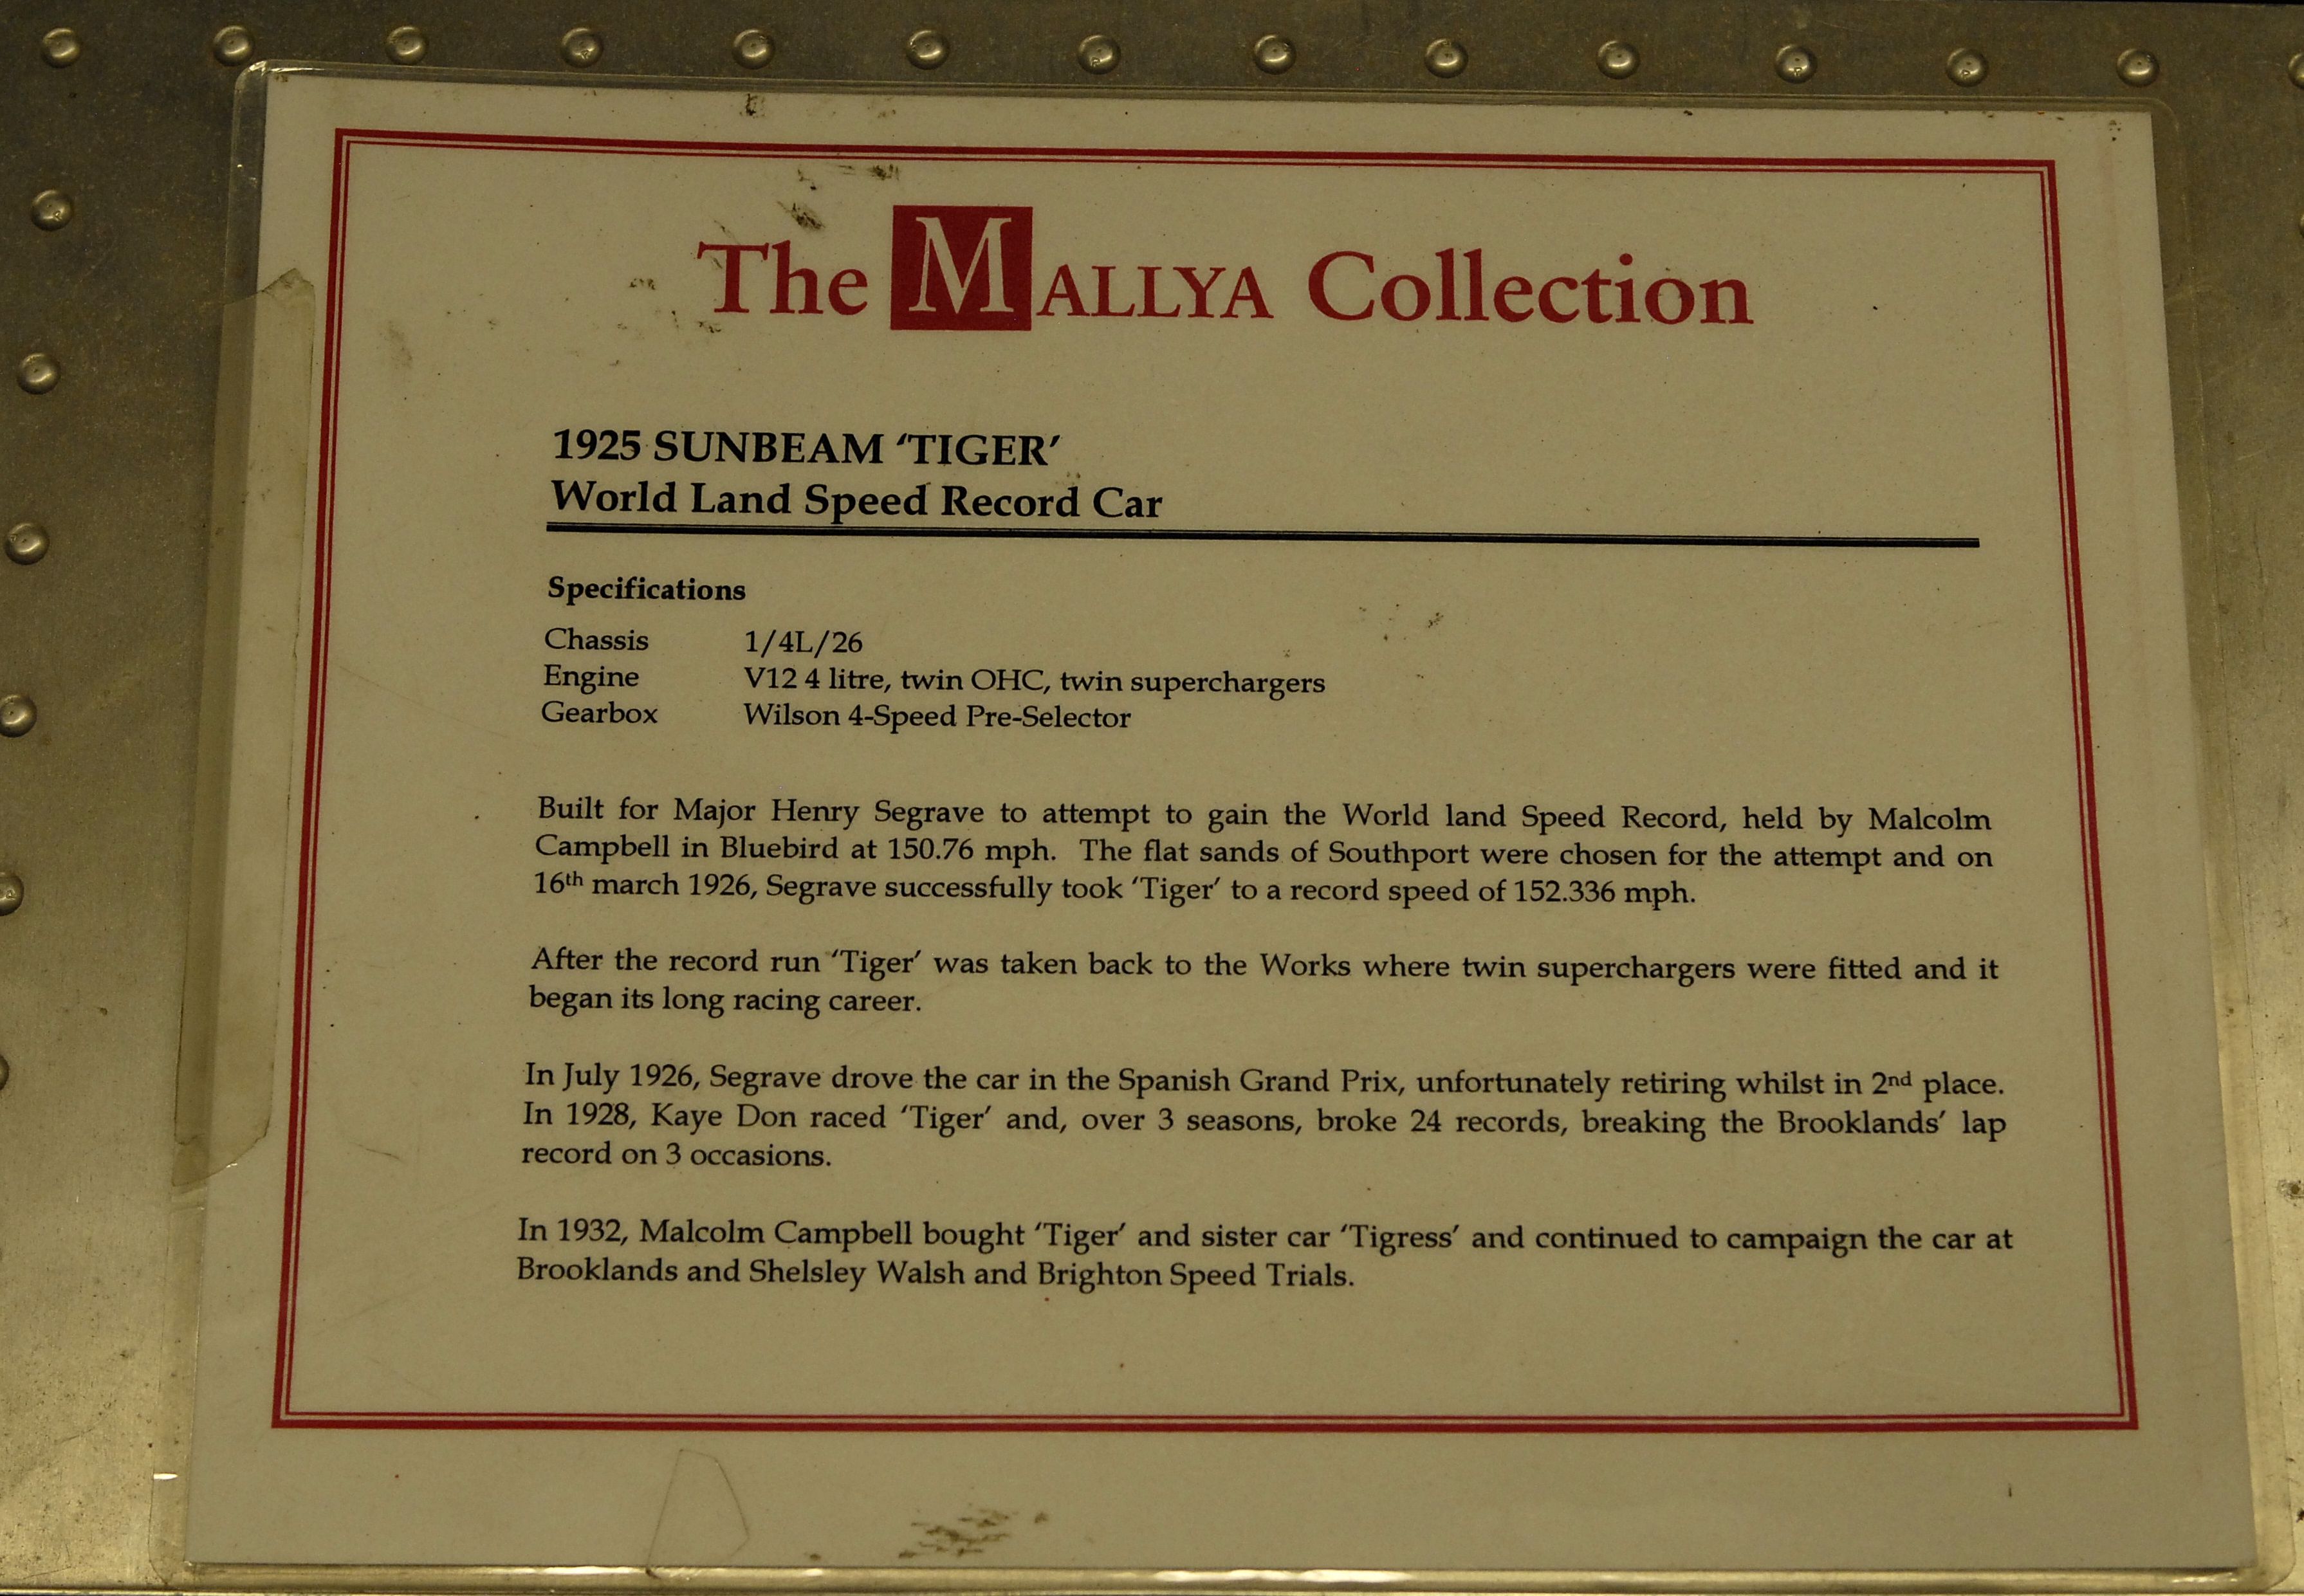 The MALLYA Collection
1925 SUNBEAM ‘TIGER’
World Land Speed Record Car
Specifications
Chassis 1/4L/26
Engine V12 4 litre, twin OHC, twin superchargers
Gearbox Wilson 4-Speed Pre-Selector
Built for Major Henry Segrave to attempt to gain the World land Speed Record, held by Malcolm
Campbell in Bluebird at 150.76 mph. The flat sands of Southport were chosen for the attempt and on
16th march 1926, Segrave successfully took ‘Tiger’ to a record speed of 152.336 mph.
After the record run ‘Tiger’ was taken back to the Works where twin superchargers were fitted and it
began its long racing career.
In July 1926, Segrave drove the car in the Spanish Grand Prix, unfortunately retiring whilst in 2nd place.
In 1928, Kaye Don raced ‘Tiger’ and, over 3 seasons, broke 24 records, breaking the Brooklands’ lap
record on 3 occasions.
In 1932, Malcolm Campbell bought ‘Tiger’ and sister car ‘Tigress’ and continued to campaign the car at
Brooklands and Shelsley Walsh and Brighton Speed Trials.